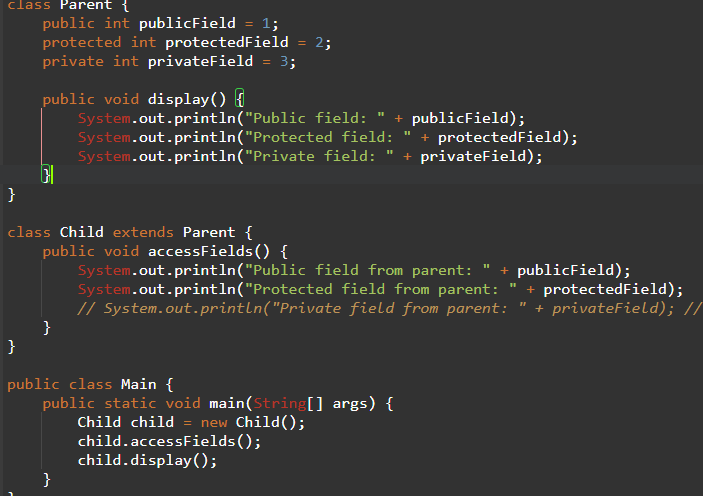 class Parent {
    public int publicField = 1;
    protected int protectedField = 2;
    private int privateField = 3;

    public void display() {
        System.out.println("Public field: " + publicField);
        System.out.println("Protected field: " + protectedField);
        System.out.println("Private field: " + privateField);
    }
}

class Child extends Parent {
    public void accessFields() {
        System.out.println("Public field from parent: " + publicField);
        System.out.println("Protected field from parent: " + protectedField);
        // System.out.println("Private field from parent: " + privateField); //
    }
}

public class Main {
    public static void main(String[] args) {
        Child child = new Child();
        child.accessFields();
        child.display();
    }
}